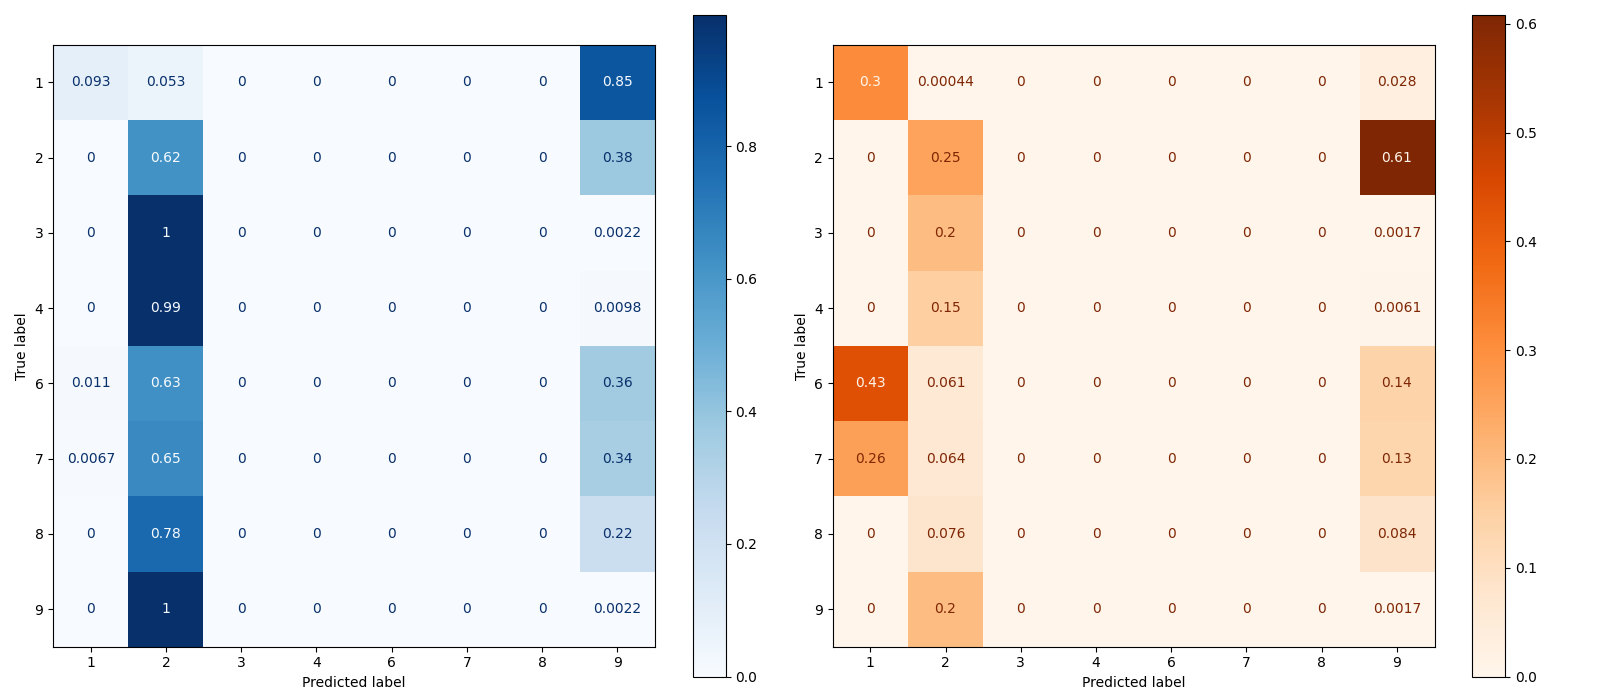 1 0.093 0.053 0 0 0 0 0 0.85
2 0 0.62 0 0 0 0 0 0.38
3 0 1 0 0 0 0 0 0.0022
4 0 0.99 0 0 0 0 0 0.0098
6 0.011 0.63 0 0 0 0 0 0.36
7 0.0067 0.65 0 0 0 0 0 0.34
8 0 0.78 0 0 0 0 0 0.22
9 0 1 0 0 0 0 0 0.0022
1 2 3 4 6 7 8 9
True label
Predicted label
0.8
0.6
0.4
0.2
0.0
1 0.3 0.00044 0 0 0 0 0 0.028
2 0 0.25 0 0 0 0 0 0.61
3 0 0.2 0 0 0 0 0 0.0017
4 0 0.15 0 0 0 0 0 0.0061
6 0.43 0.061 0 0 0 0 0 0.14
7 0.26 0.064 0 0 0 0 0 0.13
8 0 0.076 0 0 0 0 0 0.084
9 0 0.2 0 0 0 0 0 0.0017
1 2 3 4 6 7 8 9
True label
Predicted label
0.6
0.5
0.4
0.3
0.2
0.1
0.0